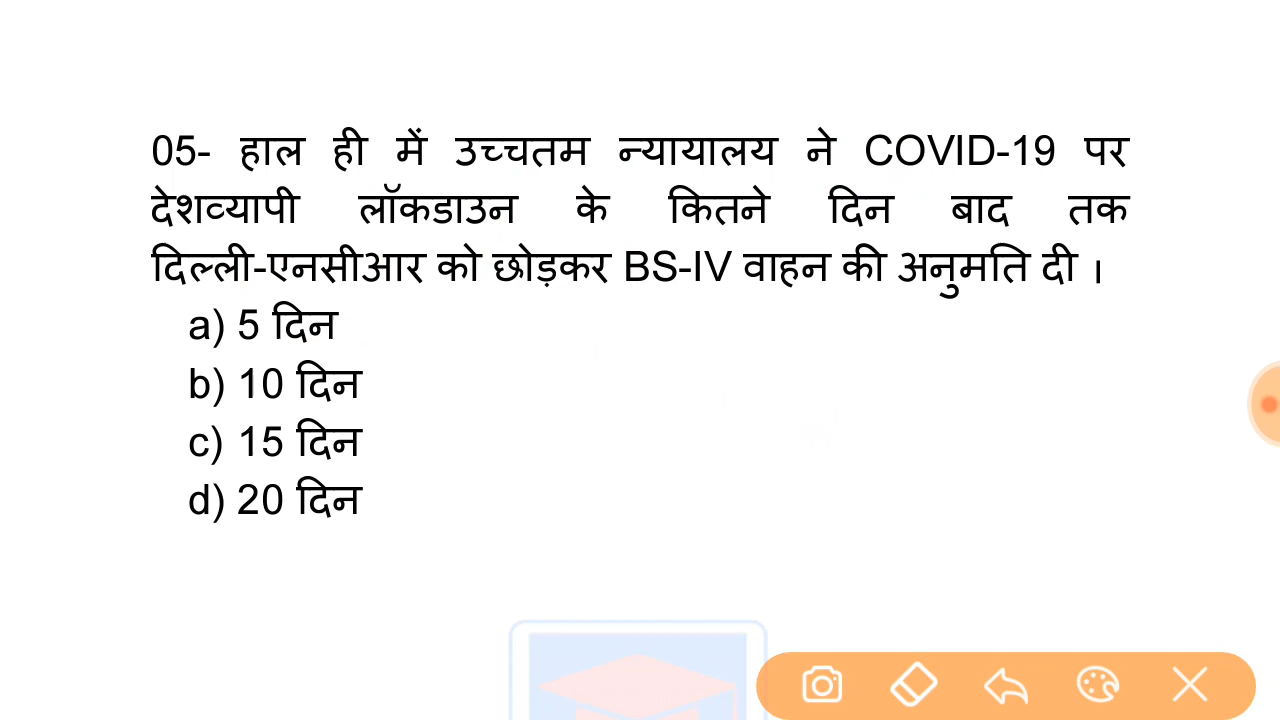 05- हाल ही में उच्चतम न्यायालय ने COVID-19 पर
देशव्यापी लॉकडाउन के कितने दिन बाद तक
दिल्ली-एनसीआर को छोड़कर BS-IV वाहन की अनुमति दी ।
a) 5 दिन
b) 10 दिन
c) 15 दिन
d) 20 दिन